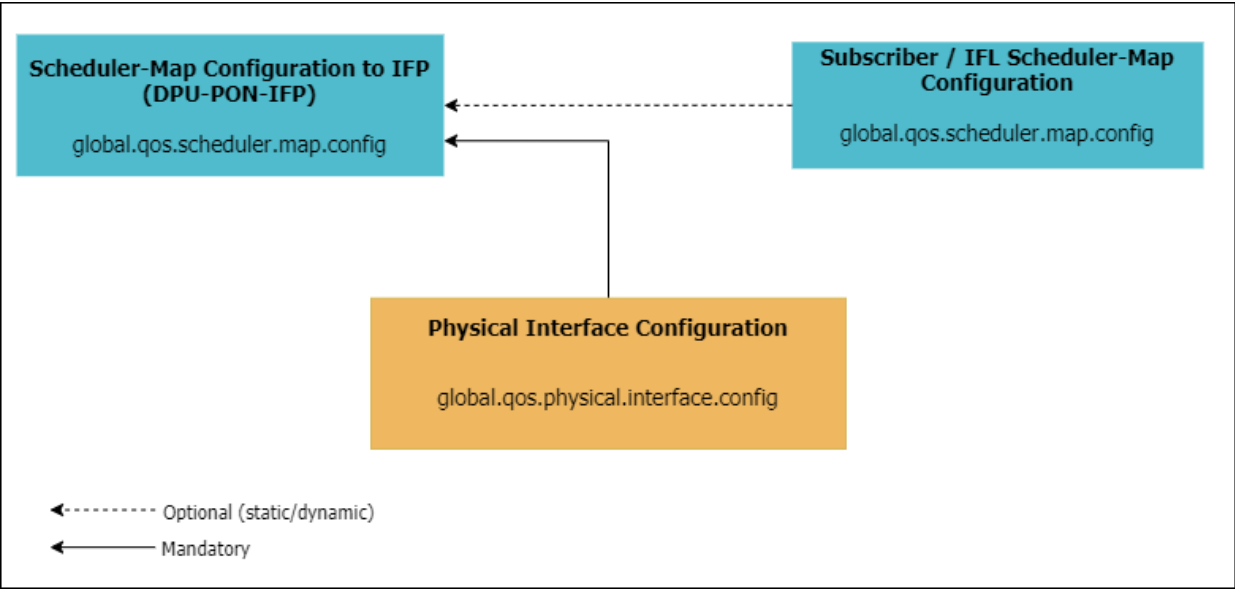 Scheduler-Map Configuration to IFP
(DPU-PON-IFP)
global.qos.scheduler.map.config
Subscriber / IFL Scheduler-Map
Configuration
global.qos.scheduler.map.config
Physical Interface Configuration
global.qos.physical.interface.config
Optional (static/dynamic)
Mandatory